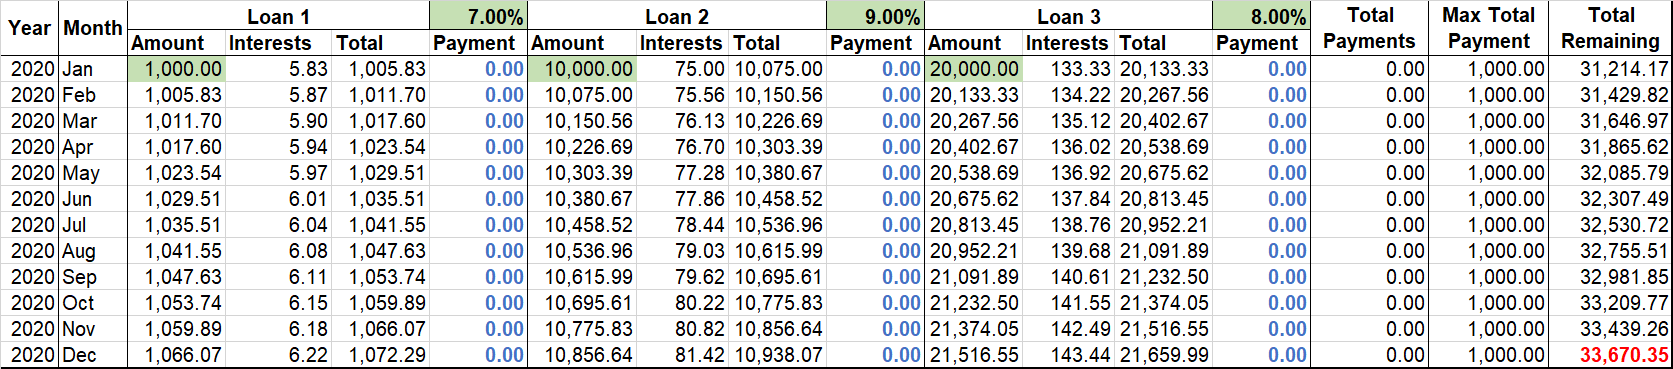 Year Month Loan 1 7.00% Loan 2 9.00% Loan 3 8.00% Total Payments Max Total Payment Total Remaining
Amount Interests Total Payment Amount Interests Total Payment Amount Interests Total Payment
2020 Jan 1,000.00 5.83 1,005.83 0.00 10,000.00 75.00 10,075.00 0.00 20,000.00 133.33 20,133.33 0.00 0.00 1,000.00 31,214.17
2020 Feb 1,005.83 5.87 1,011.70 0.00 10,075.00 75.56 10,150.56 0.00 20,133.33 134.22 20,267.56 0.00 0.00 1,000.00 31,429.82
2020 Mar 1,011.70 5.90 1,017.60 0.00 10,150.56 76.13 10,226.69 0.00 20,267.56 135.12 20,402.67 0.00 0.00 1,000.00 31,646.97
2020 Apr 1,017.60 5.94 1,023.54 0.00 10,226.69 76.70 10,303.39 0.00 20,402.67 136.02 20,538.69 0.00 0.00 1,000.00 31,865.62
2020 May 1,023.54 5.97 1,029.51 0.00 10,303.39 77.28 10,380.67 0.00 20,538.69 136.92 20,675.62 0.00 0.00 1,000.00 32,085.79
2020 Jun 1,029.51 6.01 1,035.51 0.00 10,380.67 77.86 10,458.52 0.00 20,675.62 137.84 20,813.45 0.00 0.00 1,000.00 32,307.49
2020 Jul 1,035.51 6.04 1,041.55 0.00 10,458.52 78.44 10,536.96 0.00 20,813.45 138.76 20,952.21 0.00 0.00 1,000.00 32,530.72
2020 Aug 1,041.55 6.08 1,047.63 0.00 10,536.96 79.03 10,615.99 0.00 20,952.21 139.68 21,091.89 0.00 0.00 1,000.00 32,755.51
2020 Sep 1,047.63 6.11 1,053.74 0.00 10,615.99 79.62 10,695.61 0.00 21,091.89 140.61 21,232.50 0.00 0.00 1,000.00 32,981.85
2020 Oct 1,053.74 6.15 1,059.89 0.00 10,695.61 80.22 10,775.83 0.00 21,232.50 141.55 21,374.05 0.00 0.00 1,000.00 33,209.77
2020 Nov 1,059.89 6.18 1,066.07 0.00 10,775.83 80.82 10,856.64 0.00 21,374.05 142.49 21,516.55 0.00 0.00 1,000.00 33,439.26
2020 Dec 1,066.07 6.22 1,072.29 0.00 10,856.64 81.42 10,938.07 0.00 21,516.55 143.44 21,659.99 0.00 0.00 1,000.00 33,670.35